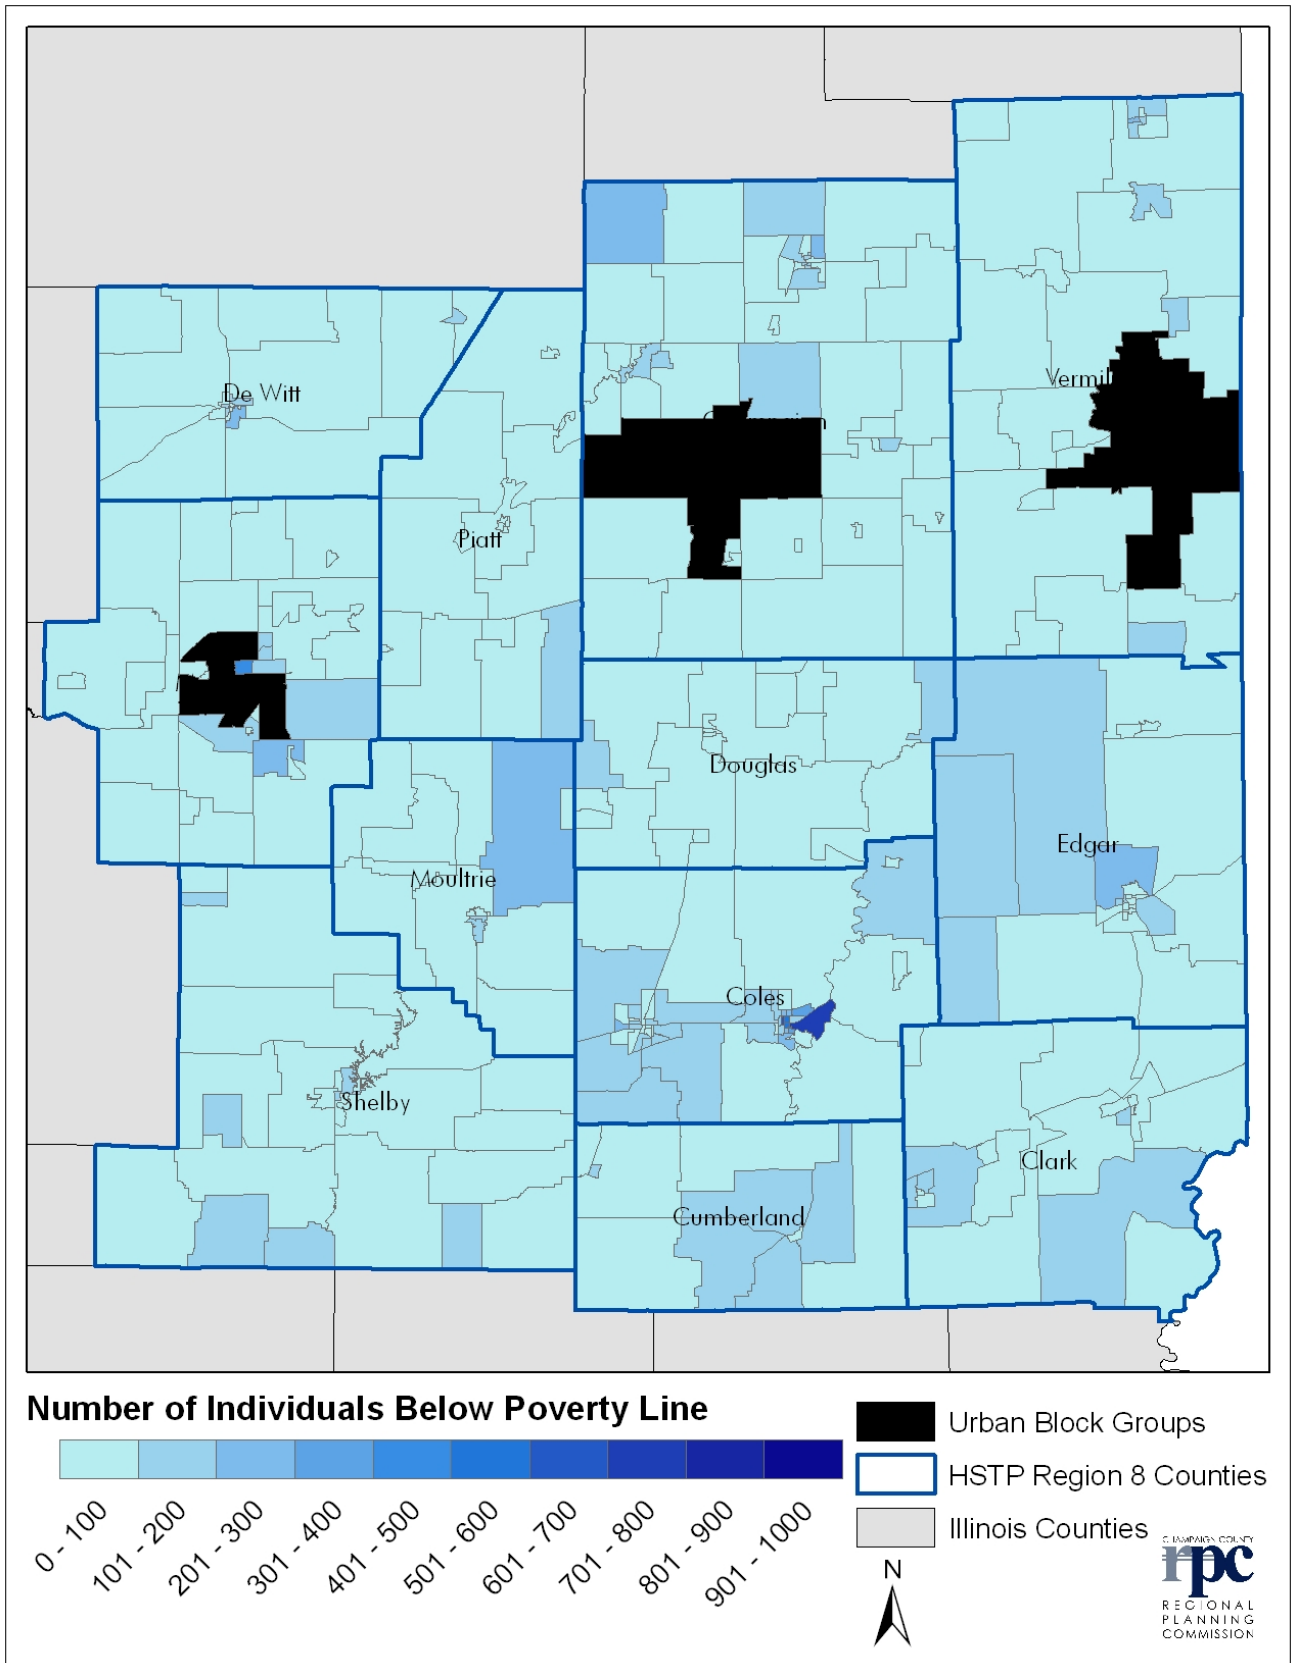 De Witt
Vermil
Piatt
Douglas
Edgar
Moultrie
Coles
Shelby
Clark
Cumberland
Number of Individuals Below Poverty Line
0 - 100
101 - 200
201 - 300
301 - 400
401 - 500
501 - 600
601 - 700
701 - 800
801 - 900
901 - 1000
Urban Block Groups
HSTP Region 8 Counties
Illinois Counties
N
CHAMPAIGN COUNTY
rpc
REGIONAL
PLANNING
COMMISSION